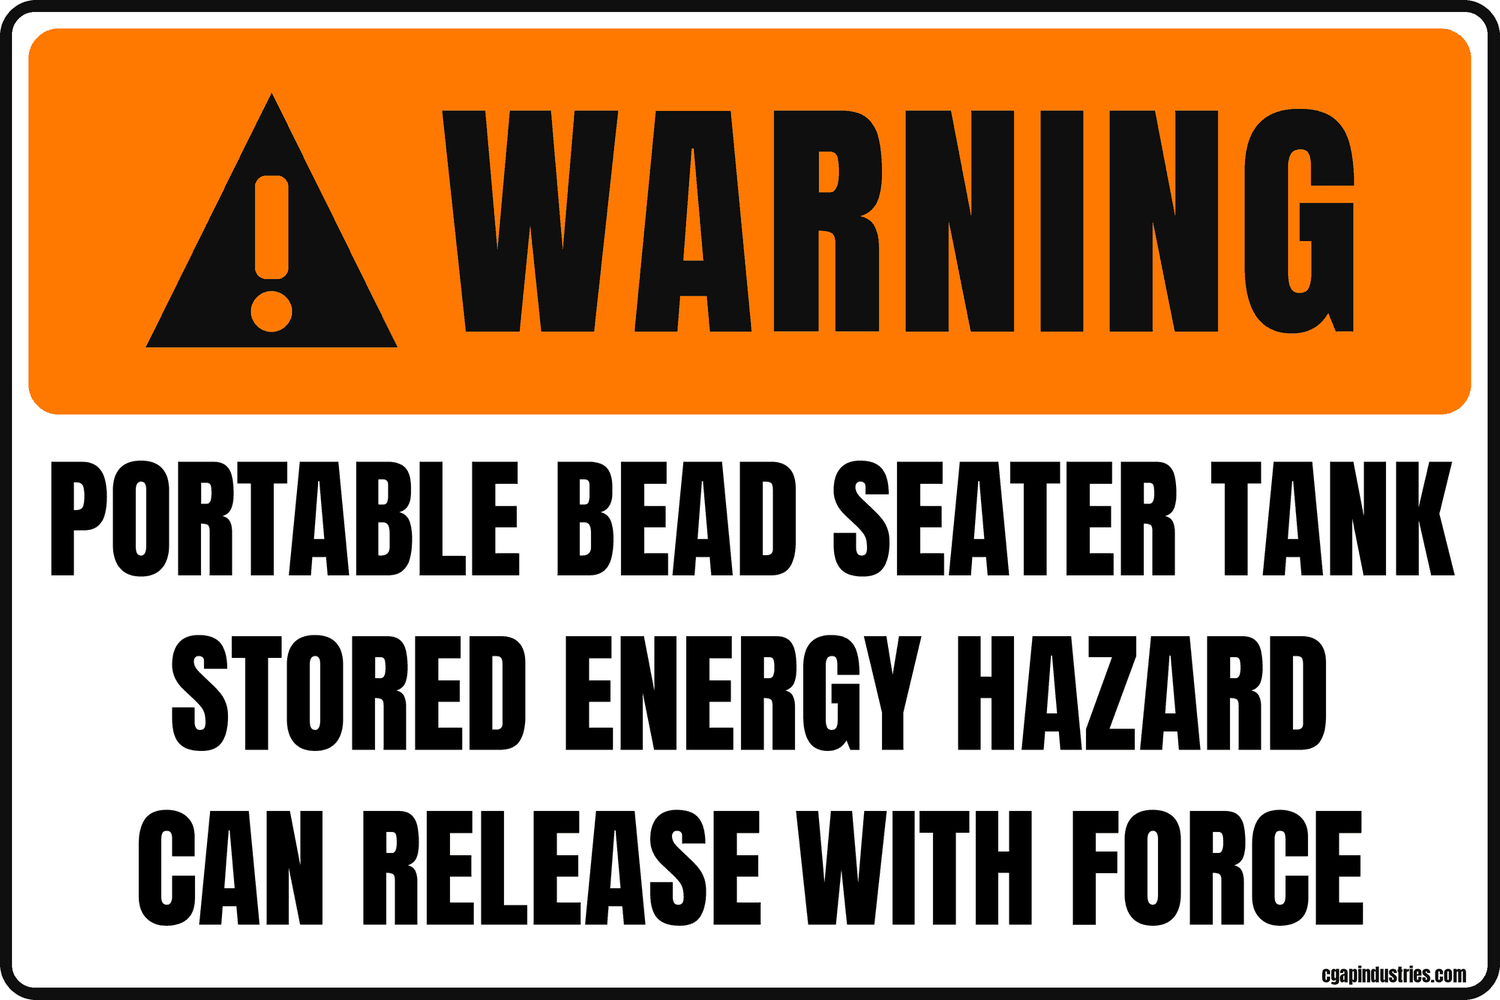 WARNING
PORTABLE BEAD SEATER TANK
STORED ENERGY HAZARD
CAN RELEASE WITH FORCE
cgapindustries.com